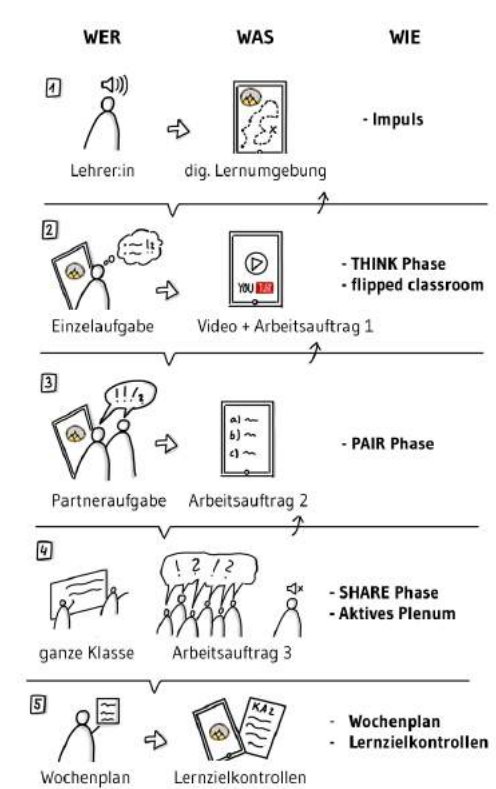 WER WAS WIE
1
- Impuls
Lehrer:in dig. Lernumgebung
2
!?
YOU
- THINK Phase
- flipped classroom
Einzelaufgabe Video + Arbeitsauftrag 1
3
a)
b)
c)
- PAIR Phase
Partneraufgabe Arbeitsauftrag 2
4
! ? ! ?
- SHARE Phase
- Aktives Plenum
ganze Klasse Arbeitsauftrag 3
5
- Wochenplan
- Lernzielkontrollen
Wochenplan Lernzielkontrollen